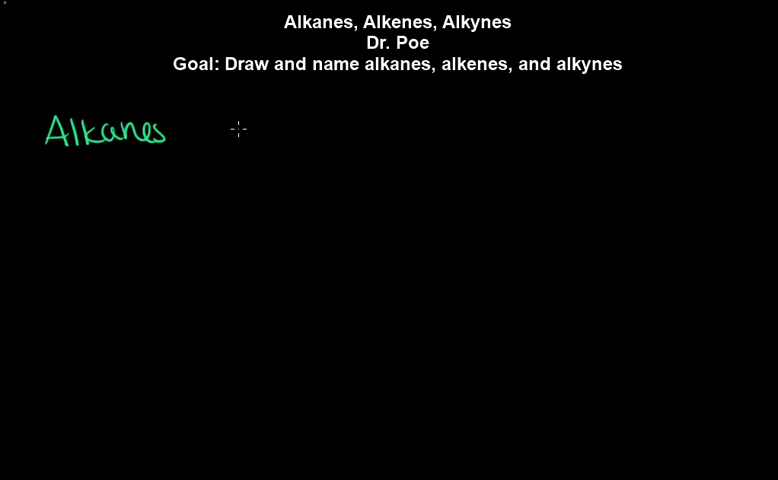 Alkanes, Alkenes, Alkynes
Dr. Poe
Goal: Draw and name alkanes, alkenes, and alkynes
Alkanes